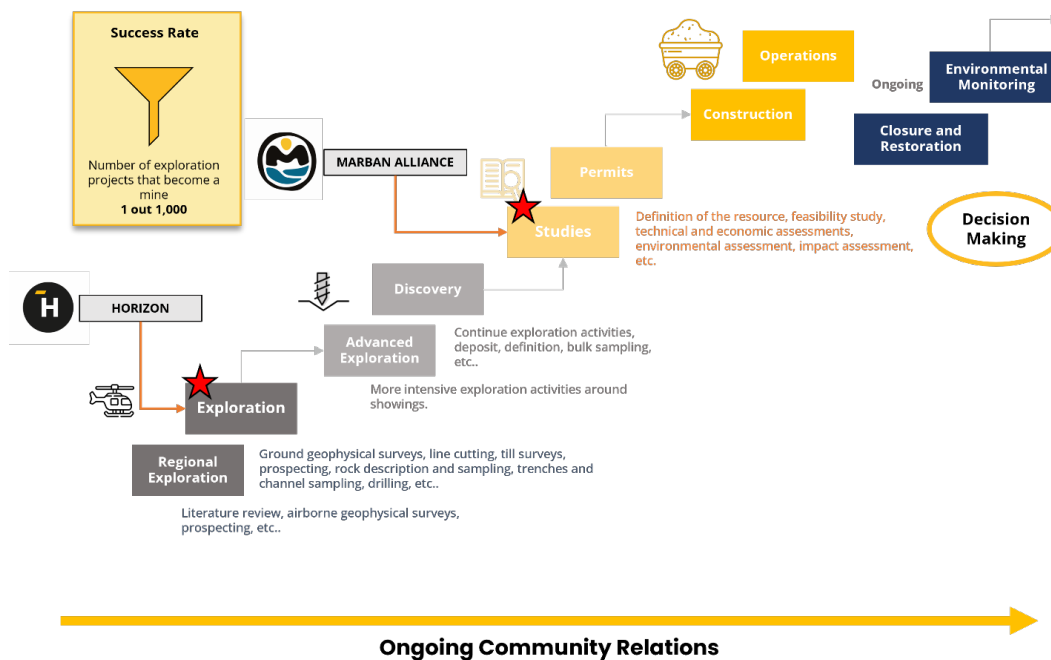 Success Rate
Number of exploration
projects that become a
mine
1 out 1,000
Operations
Construction
Ongoing
Environmental
Monitoring
Closure and
Restoration
MARBAN ALLIANCE
Permits
Studies
Definition of the resource, feasibility study,
technical and economic assessments,
environmental assessment, impact assessment,
etc.
Decision
Making
H
HORIZON
Discovery
Advanced
Exploration
Continue exploration activities,
deposit, definition, bulk sampling,
etc..
More intensive exploration activities around
showings.
Exploration
Regional
Exploration
Ground geophysical surveys, line cutting, till surveys,
prospecting, rock description and sampling, trenches and
channel sampling, drilling, etc..
Literature review, airborne geophysical surveys,
prospecting, etc..
Ongoing Community Relations